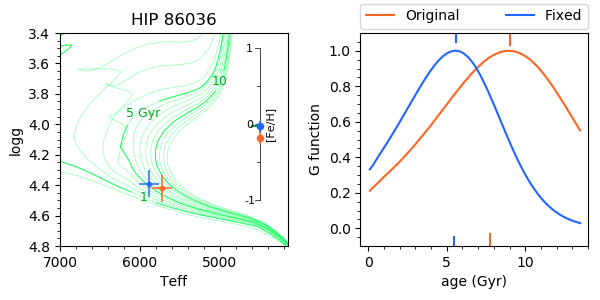 HIP 86036
Original Fixed
3.4
3.6
3.8
4.0
4.2
4.4
4.6
4.8
logg
7000 6000 5000
Teff
10
5 Gyr
1
1
0
-1
[Fe/H]
1.0
0.8
0.6
0.4
0.2
0.0
G function
0 5 10
age (Gyr)